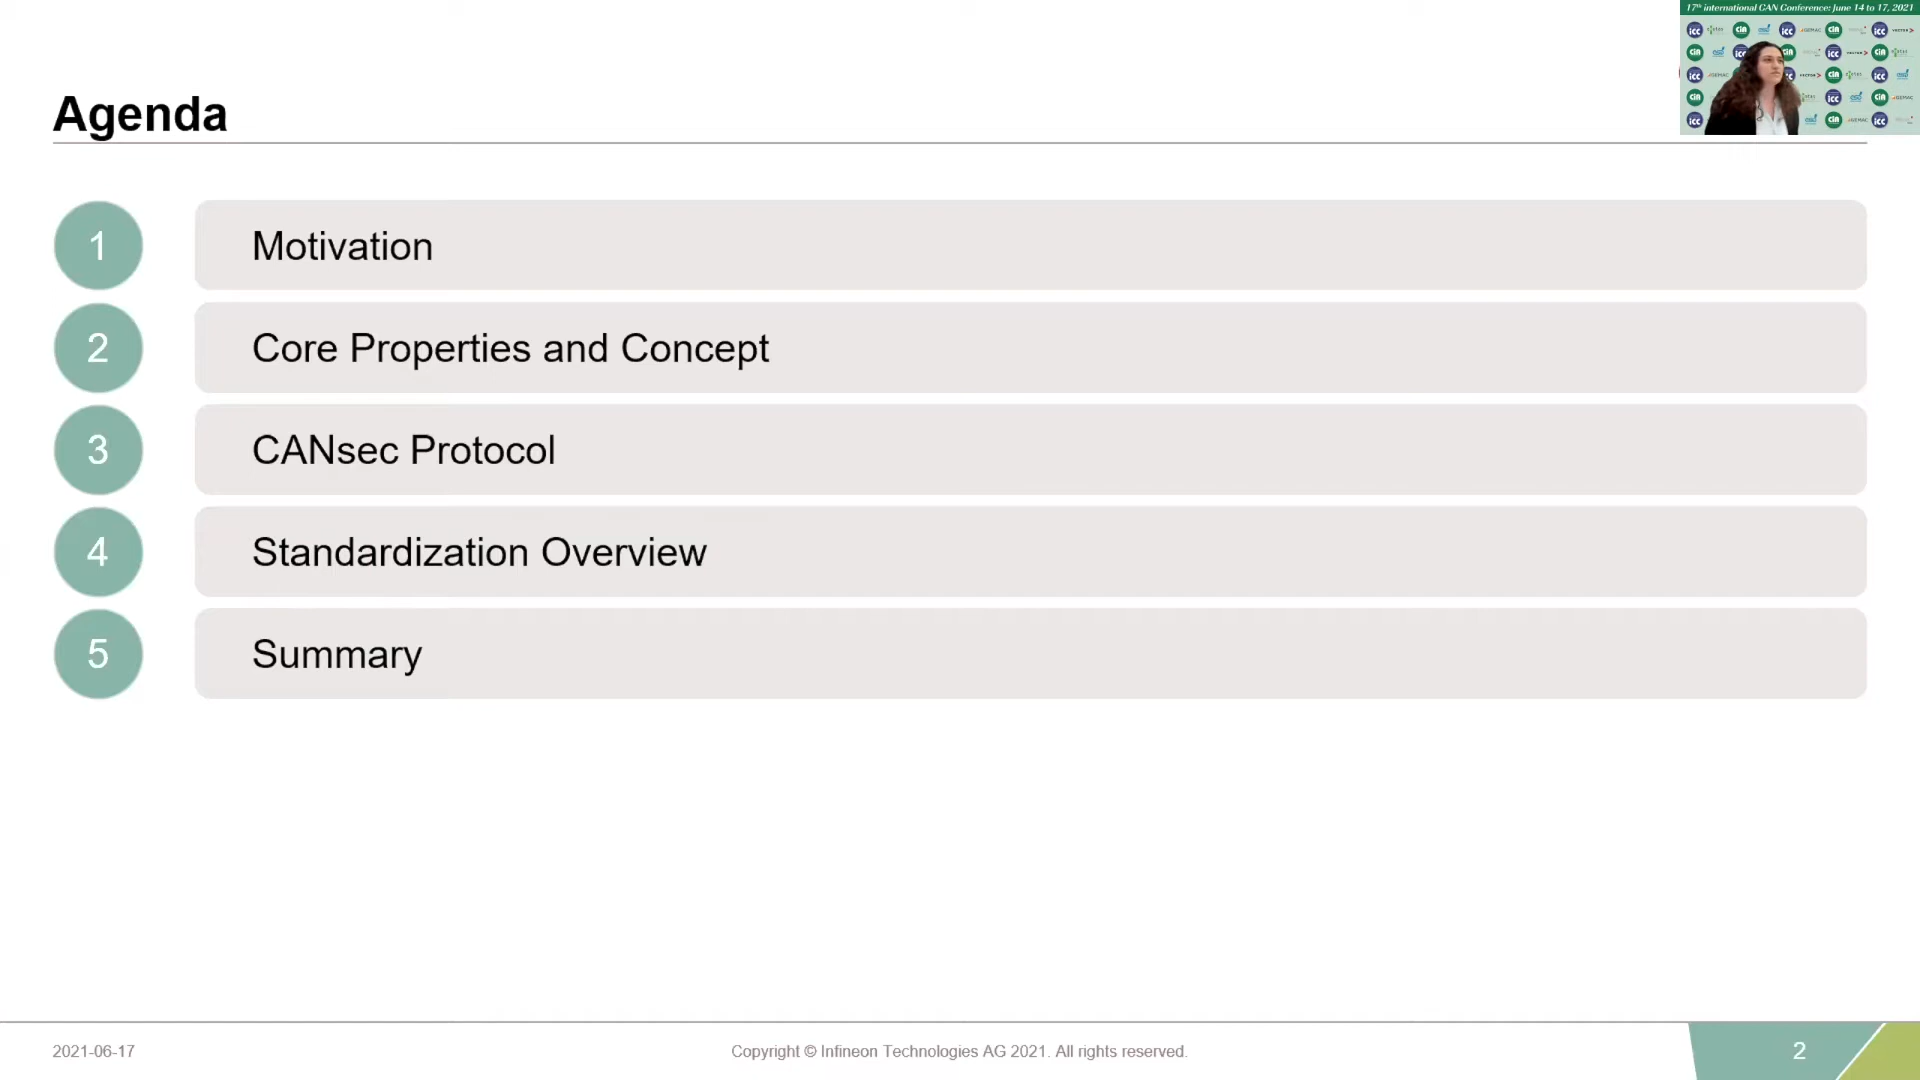 17th international CAN Conference: June 14 to 17, 2021
Agenda
1 Motivation
2 Core Properties and Concept
3 CANsec Protocol
4 Standardization Overview
5 Summary
2021-06-17
Copyright © Infineon Technologies AG 2021. All rights reserved.
2